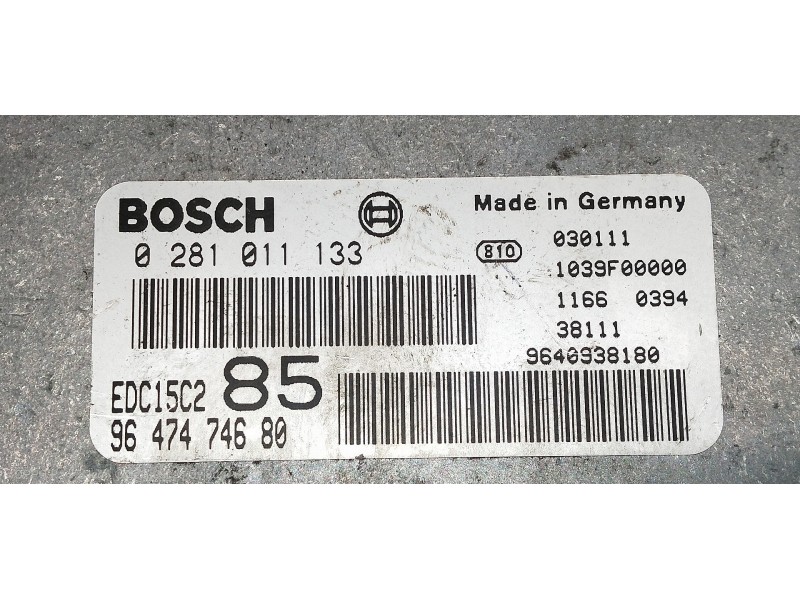 BOSCH
Made in Germany
0 281 011 133
810
030111
1039F00000
1166 0394
38111
9640938180
EDC15C2 85
96 474 746 80